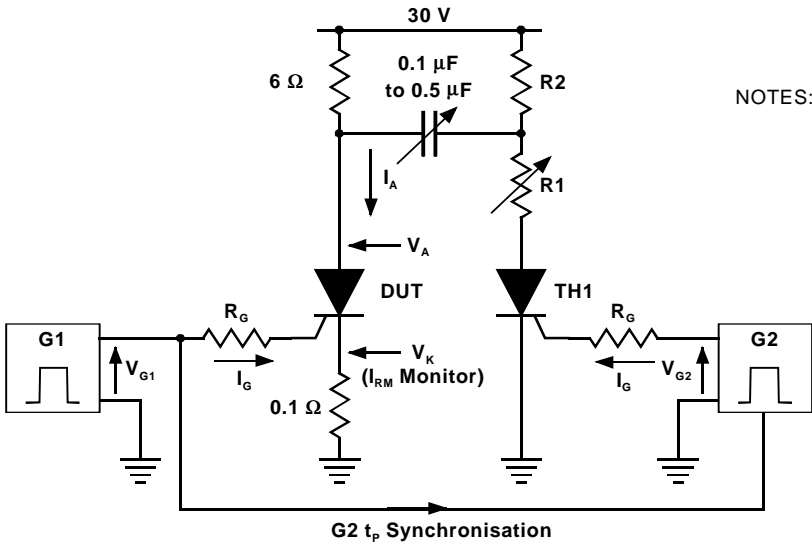 30 V
6 Ω
0.1 μF
to 0.5 μF
R2
NOTES:
I_A
R1
V_A
DUT
TH1
G1
R_G
R_G
G2
V_G1
I_G
V_K
(I_RM Monitor)
I_G
V_G2
0.1 Ω
G2 t_P Synchronisation